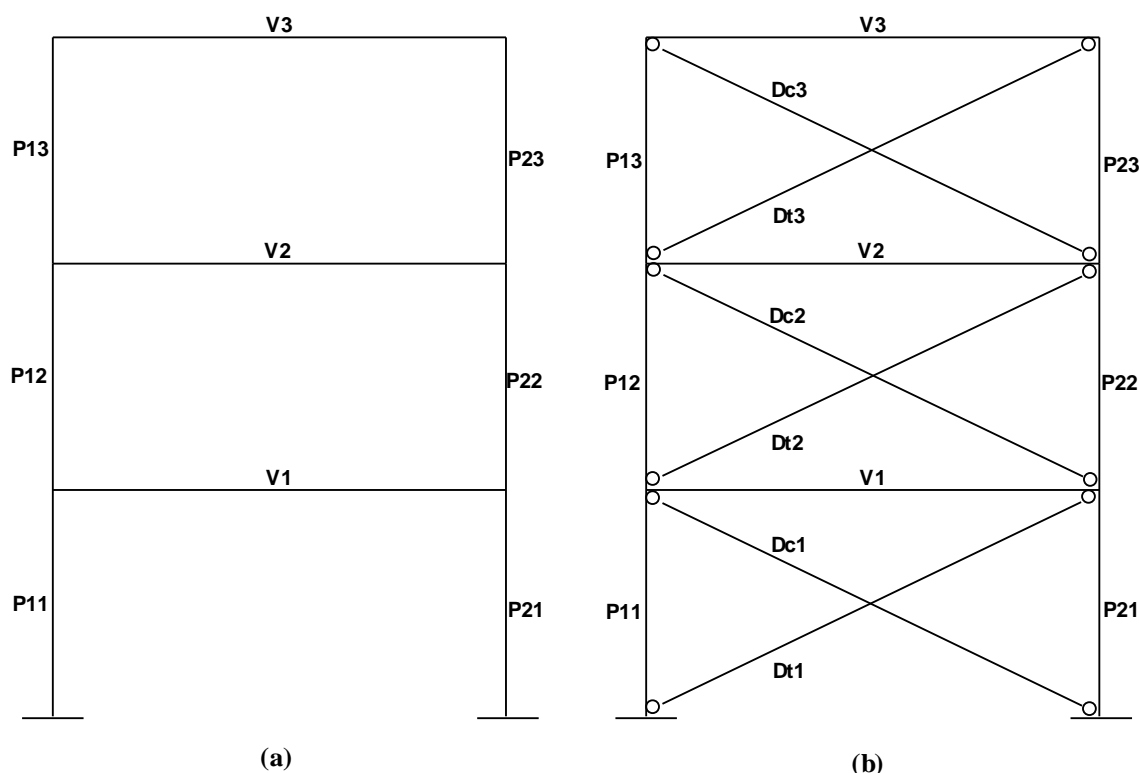 V3
P13
P23
V2
P12
P22
V1
P11
P21
(a)
V3
Dc3
P13
P23
Dt3
V2
Dc2
P12
P22
Dt2
V1
Dc1
P11
P21
Dt1
(b)